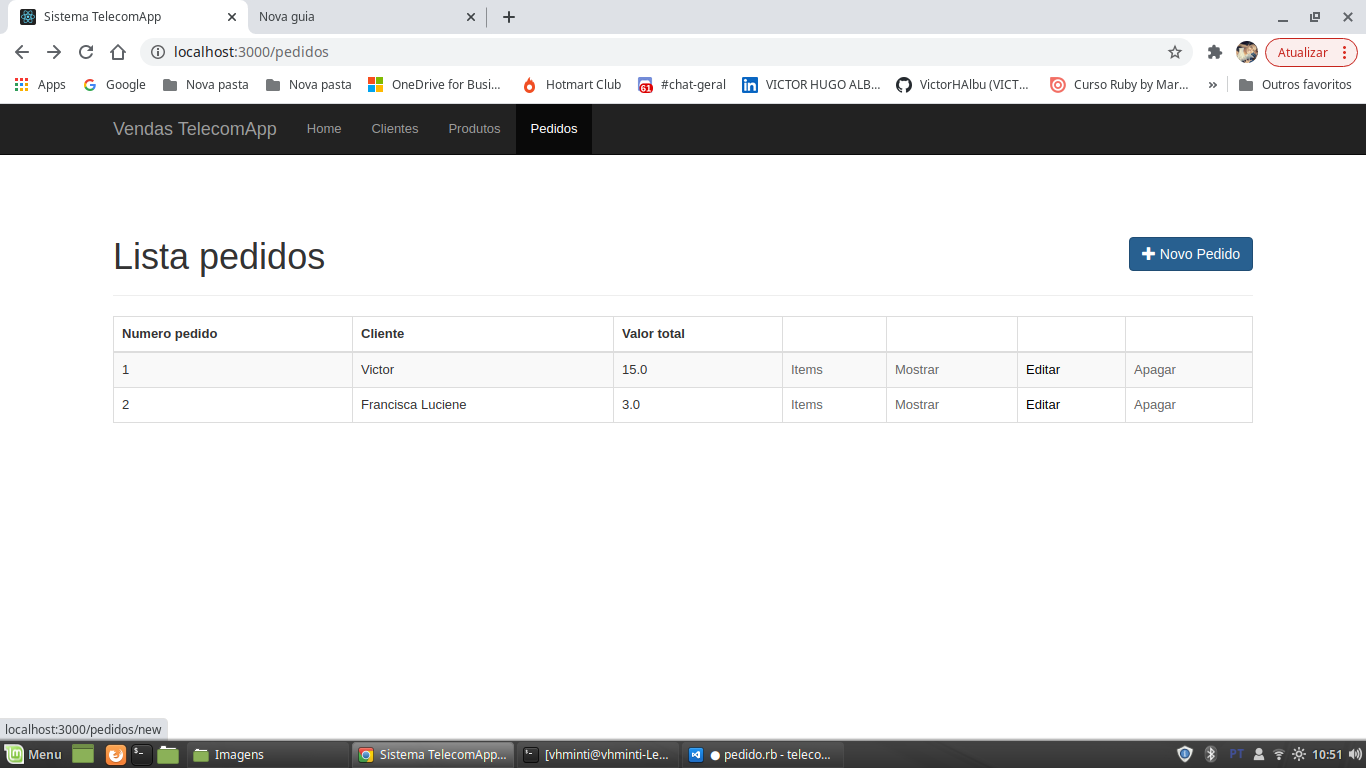 Sistema TelecomApp
Nova guia
localhost:3000/pedidos
Atualizar
Apps Google Nova pasta Nova pasta OneDrive for Busi... Hotmart Club 61 #chat-geral VICTOR HUGO ALB... VictorHAlbu (VICT... Curso Ruby by Mar... » Outros favoritos
Vendas TelecomApp Home Clientes Produtos Pedidos
Lista pedidos
Novo Pedido
Numero pedido Cliente Valor total
1 Victor 15.0 Items Mostrar Editar Apagar
2 Francisca Luciene 3.0 Items Mostrar Editar Apagar
localhost:3000/pedidos/new
Menu Imagens Sistema TelecomApp... [vhminti@vhminti-Le... ● pedido.rb - teleco... PT 10:51